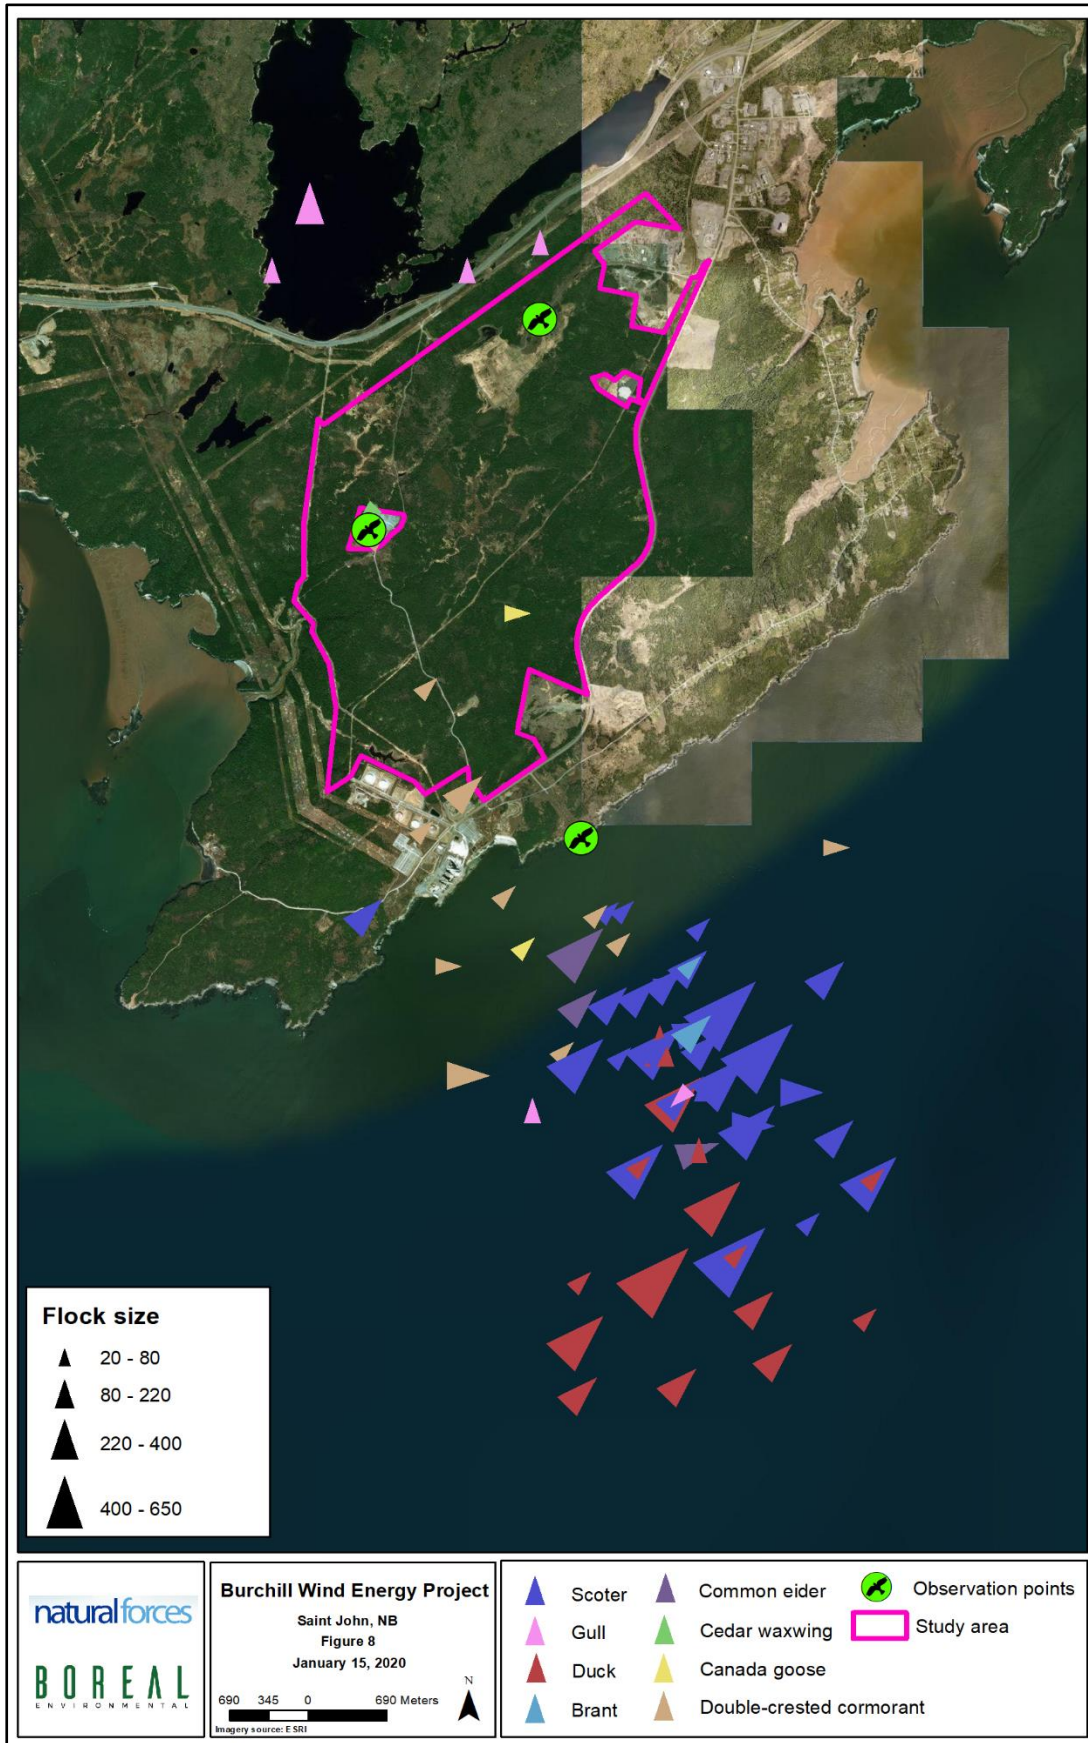 Flock size
20 - 80
80 - 220
220 - 400
400 - 650
naturalforces
BOREAL
ENVIRONMENTAL
Burchill Wind Energy Project
Saint John, NB
Figure 8
January 15, 2020
N
690 345 0 690 Meters
Imagery source: ESRI
Scoter
Gull
Duck
Brant
Common eider
Cedar waxwing
Canada goose
Double-crested cormorant
Observation points
Study area